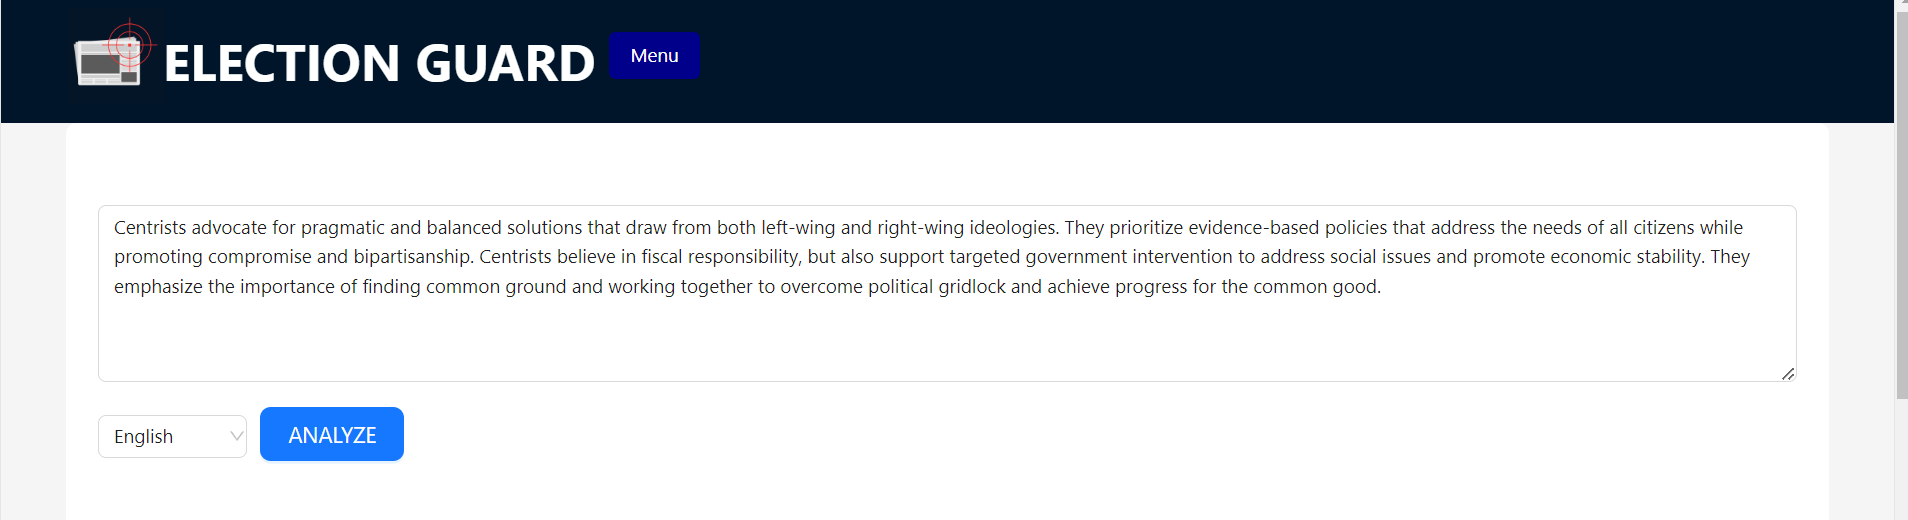 ELECTION GUARD
Menu
Centrists advocate for pragmatic and balanced solutions that draw from both left-wing and right-wing ideologies. They prioritize evidence-based policies that address the needs of all citizens while
promoting compromise and bipartisanship. Centrists believe in fiscal responsibility, but also support targeted government intervention to address social issues and promote economic stability. They
emphasize the importance of finding common ground and working together to overcome political gridlock and achieve progress for the common good.
English
ANALYZE